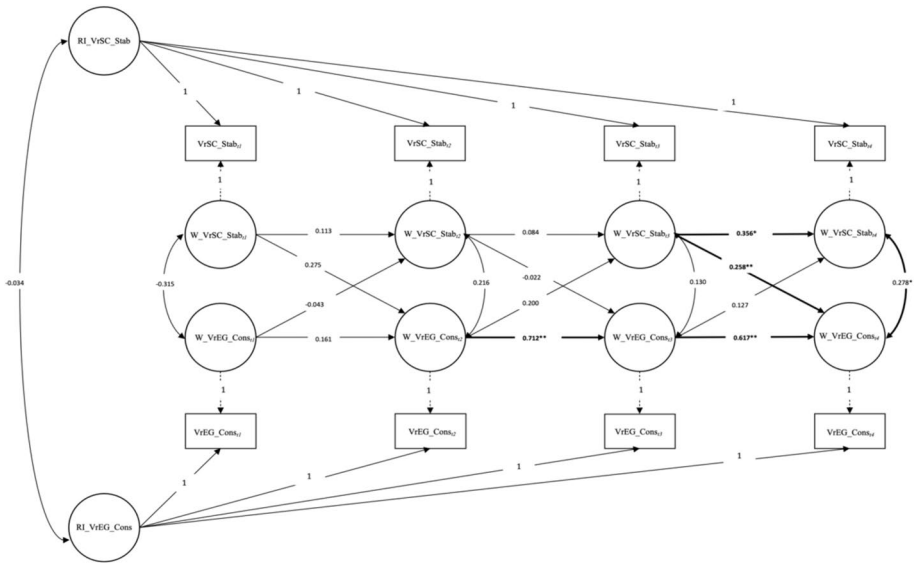 RI_VrSC_Stab
1
1
1
1
VrSC_Stabt1
VrSC_Stabt2
VrSC_Stabt3
VrSC_Stabt4
1
1
1
1
W_VrSC_Stabt1
0.113
W_VrSC_Stabt2
0.084
W_VrSC_Stabt3
0.356*
W_VrSC_Stabt4
0.275
-0.022
0.258**
-0.034
-0.315
0.216
0.130
0.278*
-0.043
0.200
0.127
W_VrEG_Const1
0.161
W_VrEG_Const2
0.712**
W_VrEG_Const3
0.617**
W_VrEG_Const4
1
1
1
1
VrEG_Const1
VrEG_Const2
VrEG_Const3
VrEG_Const4
1
1
1
1
RI_VrEG_Cons